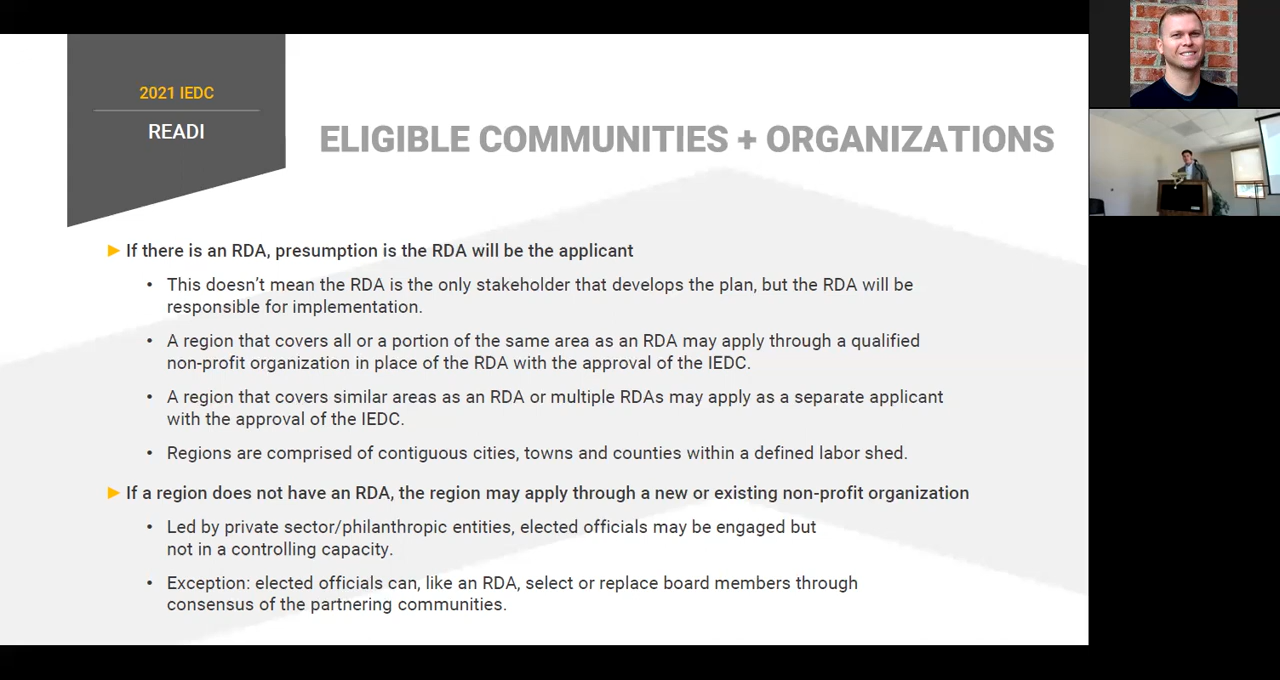 2021 IEDC
READI
ELIGIBLE COMMUNITIES + ORGANIZATIONS
► If there is an RDA, presumption is the RDA will be the applicant
• This doesn’t mean the RDA is the only stakeholder that develops the plan, but the RDA will be
responsible for implementation.
• A region that covers all or a portion of the same area as an RDA may apply through a qualified
non-profit organization in place of the RDA with the approval of the IEDC.
• A region that covers similar areas as an RDA or multiple RDAs may apply as a separate applicant
with the approval of the IEDC.
• Regions are comprised of contiguous cities, towns and counties within a defined labor shed.
► If a region does not have an RDA, the region may apply through a new or existing non-profit organization
• Led by private sector/philanthropic entities, elected officials may be engaged but
not in a controlling capacity.
• Exception: elected officials can, like an RDA, select or replace board members through
consensus of the partnering communities.